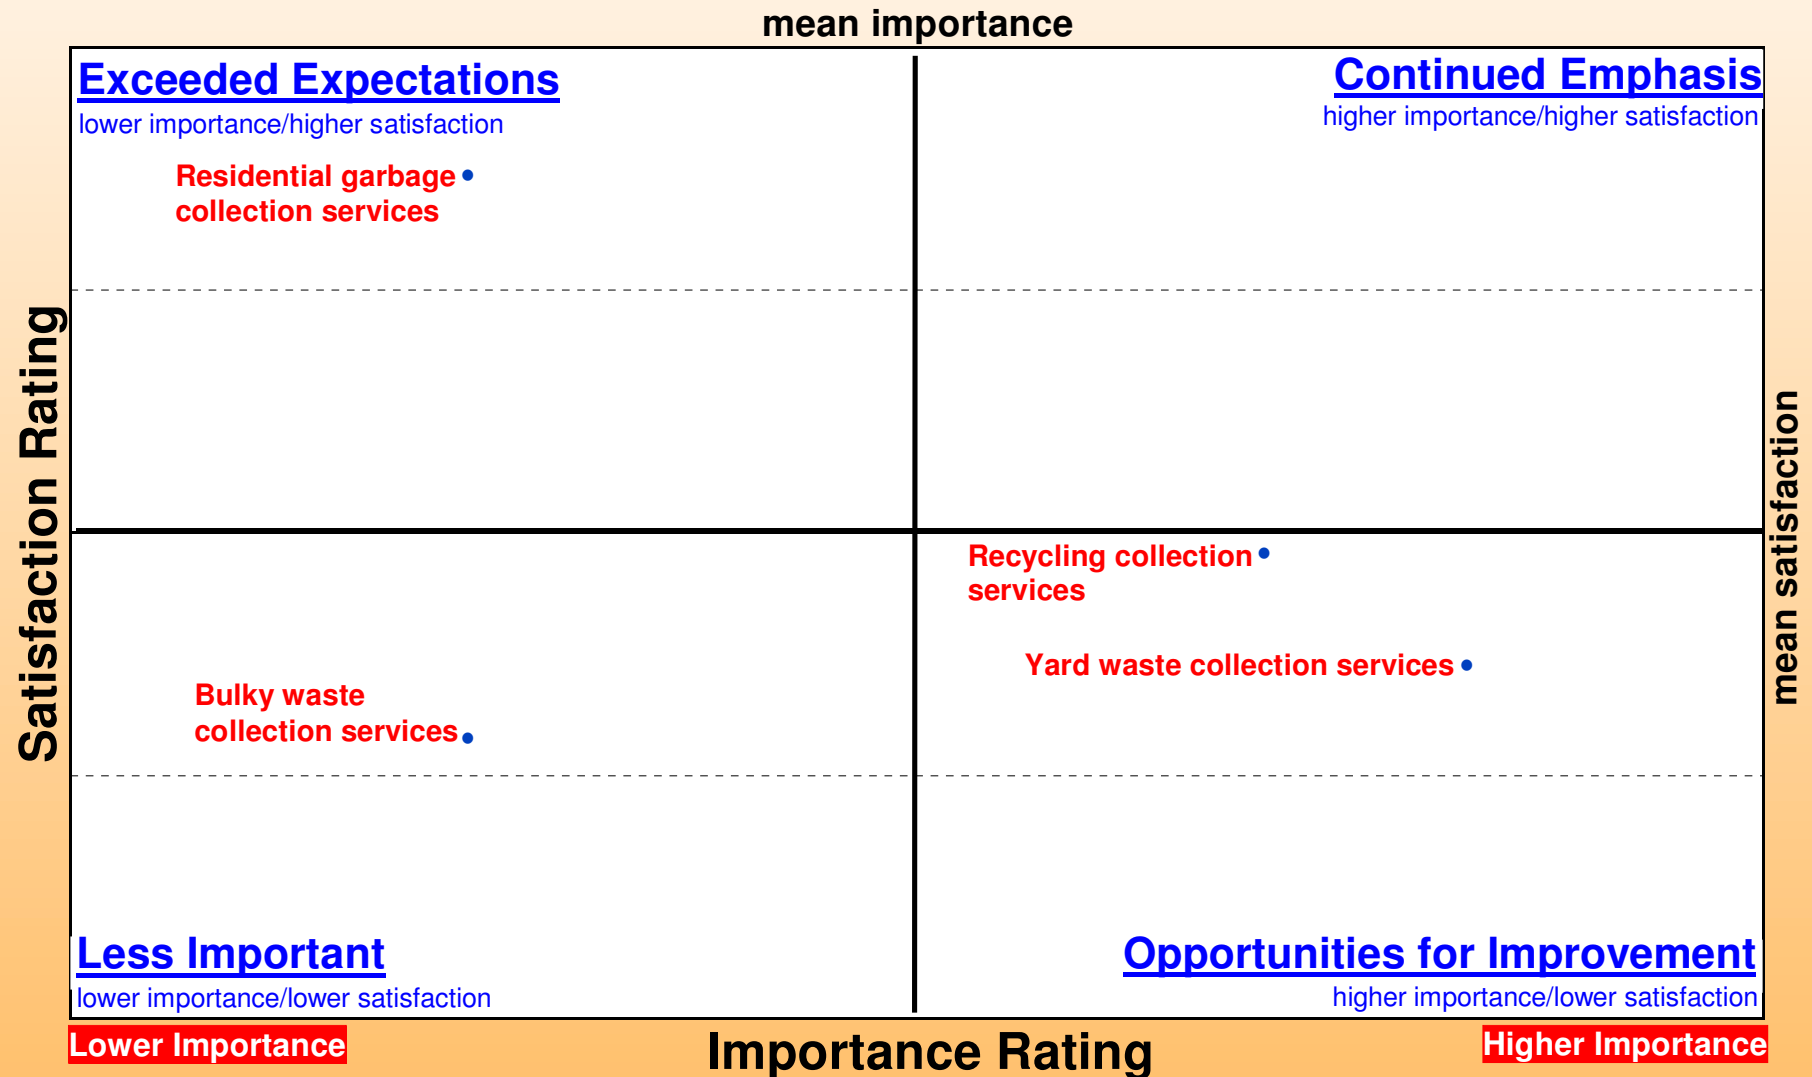 mean importance
Exceeded Expectations
lower importance/higher satisfaction
Continued Emphasis
higher importance/higher satisfaction
Residential garbage
collection services
Satisfaction Rating
mean satisfaction
Recycling collection
services
Yard waste collection services
Bulky waste
collection services
Less Important
lower importance/lower satisfaction
Opportunities for Improvement
higher importance/lower satisfaction
Lower Importance
Importance Rating
Higher Importance